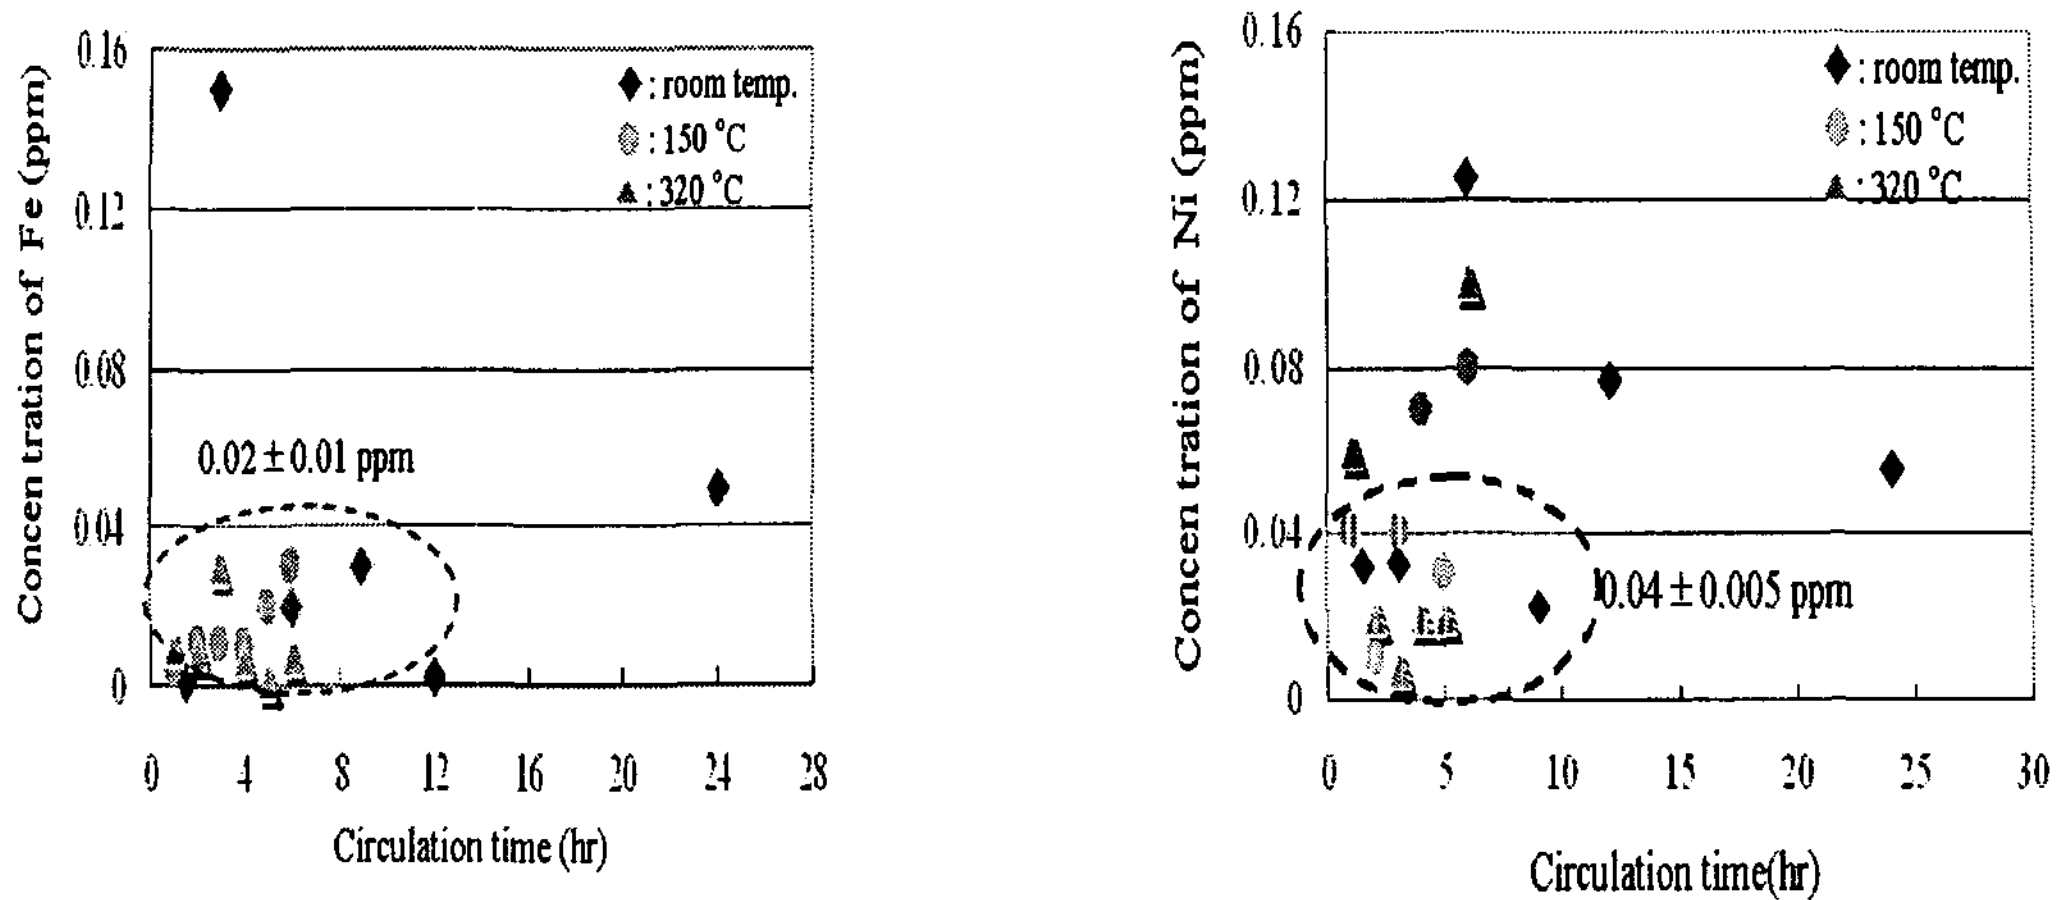 Concen tration of Fe (ppm)
0.16
0.12
0.08
0.04
0
: room temp.
: 150 °C
: 320 °C
0.02 ± 0.01 ppm
0 4 8 12 16 20 24 28
Circulation time (hr)
Concen tration of Ni (ppm)
0.16
0.12
0.08
0.04
0
: room temp.
: 150 °C
: 320 °C
0.04 ± 0.005 ppm
0 5 10 15 20 25 30
Circulation time(hr)